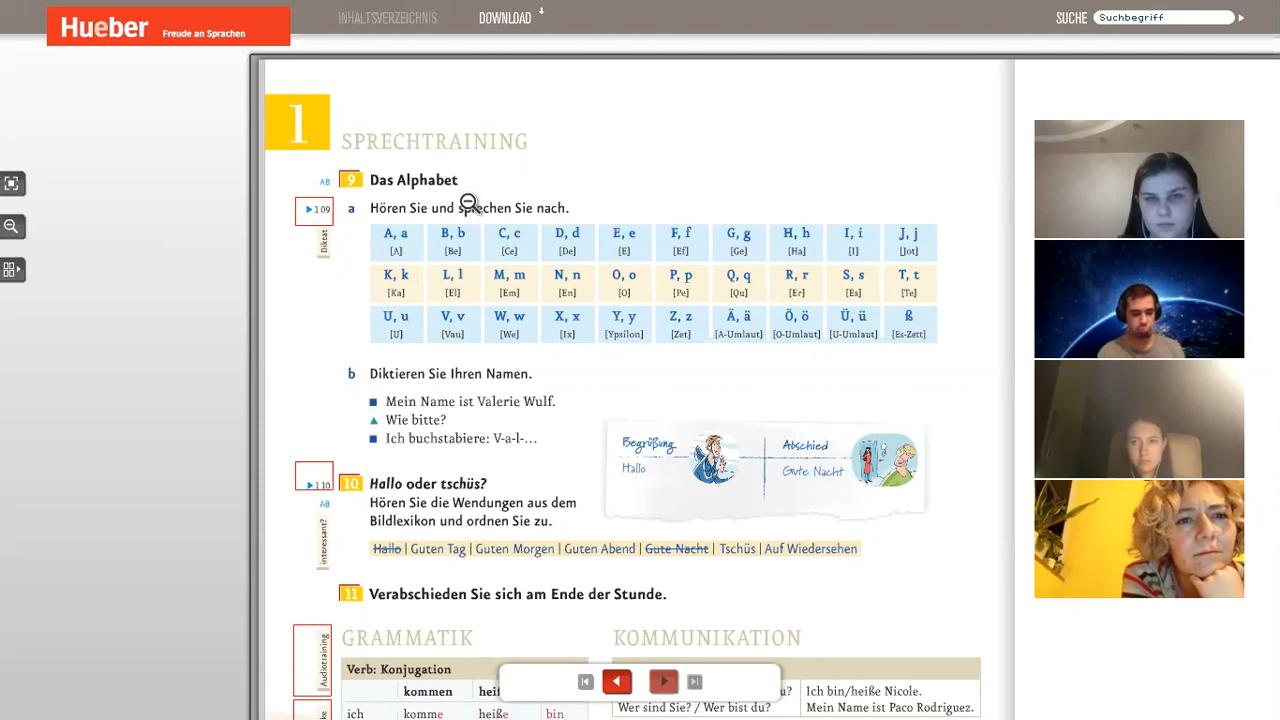 Hueber Freude an Sprachen
INHALTSVERZEICHNIS DOWNLOAD
SUCHE Suchbegriff
1 SPRECHTRAINING
AB 9 Das Alphabet
109 a Hören Sie und sprechen Sie nach.
Diktat
A, a B, b C, c D, d E, e F, f G, g H, h I, i J, j
[A] [Be] [Ce] [De] [E] [Ef] [Ge] [Ha] [I] [Jot]
K, k L, l M, m N, n O, o P, p Q, q R, r S, s T, t
[Ka] [El] [Em] [En] [O] [Pe] [Qu] [Er] [Es] [Te]
U, u V, v W, w X, x Y, y Z, z Ä, ä Ö, ö Ü, ü ß
[U] [Vau] [We] [Ix] [Ypsilon] [Zet] [A-Umlaut] [O-Umlaut] [U-Umlaut] [Es-Zett]
b Diktieren Sie Ihren Namen.
Mein Name ist Valerie Wulf.
Wie bitte?
Ich buchstabiere: V-a-l-...
Begrüßung Abschied
Hallo Gute Nacht
110 10 Hallo oder tschüs?
AB Hören Sie die Wendungen aus dem
Bildlexikon und ordnen Sie zu.
interessant?
Hallo | Guten Tag | Guten Morgen | Guten Abend | Gute Nacht | Tschüs | Auf Wiedersehen
11 Verabschieden Sie sich am Ende der Stunde.
Audiotraining
GRAMMATIK KOMMUNIKATION
Verb: Konjugation
kommen
ich komme heiße bin
Ich bin/heiße Nicole.
Wer sind Sie? / Wer bist du? Mein Name ist Paco Rodriguez.